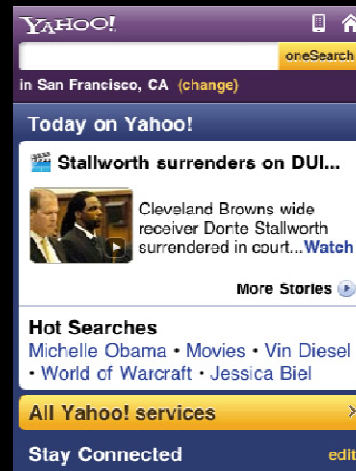 YAHOO!
oneSearch
in San Francisco, CA (change)
Today on Yahoo!
Stallworth surrenders on DUI...
Cleveland Browns wide
receiver Donte Stallworth
surrendered in court...Watch
More Stories
Hot Searches
Michelle Obama • Movies • Vin Diesel
• World of Warcraft • Jessica Biel
All Yahoo! services
Stay Connected
edit